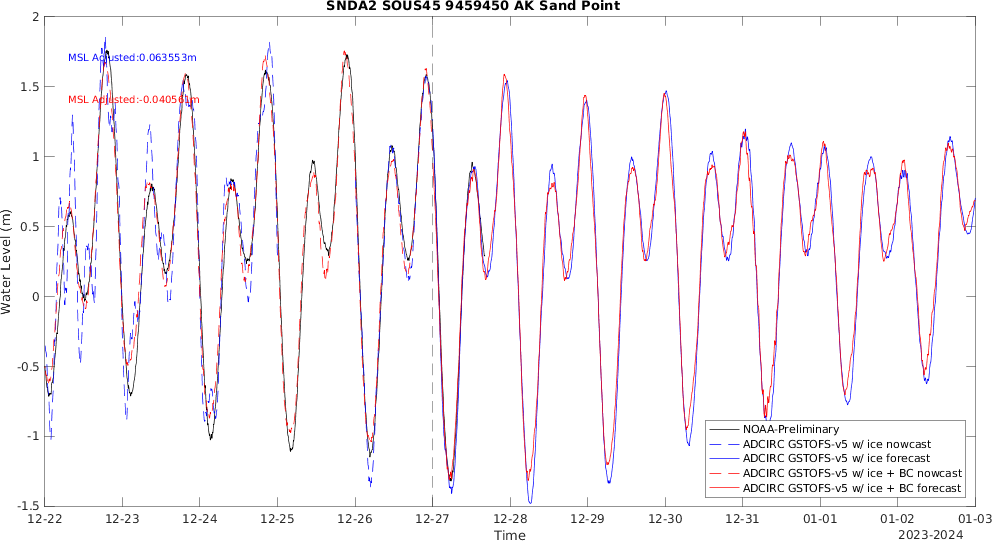 SNDA2 SOUS45 9459450 AK Sand Point
Water Level (m)
2
1.5
1
0.5
0
-0.5
-1
-1.5
MSL Adjusted:0.063553m
MSL Adjusted:-0.040561m
NOAA-Preliminary
ADCIRC GSTOFS-v5 w/ ice nowcast
ADCIRC GSTOFS-v5 w/ ice forecast
ADCIRC GSTOFS-v5 w/ ice + BC nowcast
ADCIRC GSTOFS-v5 w/ ice + BC forecast
12-22 12-23 12-24 12-25 12-26 12-27 12-28 12-29 12-30 12-31 01-01 01-02 01-03
Time
2023-2024